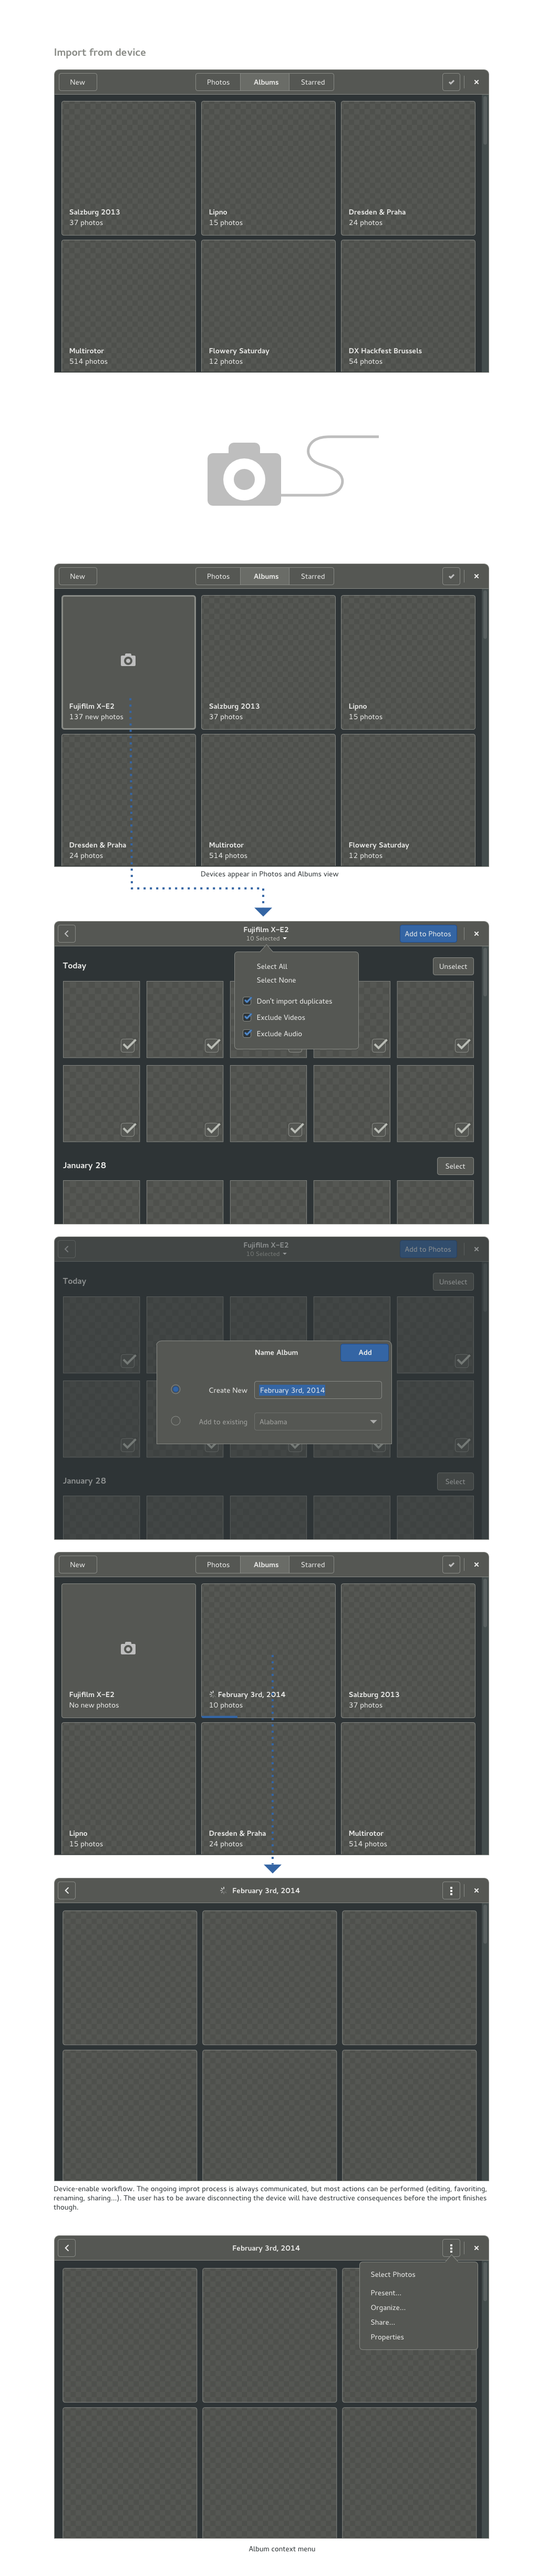 Import from device
New
Photos
Albums
Starred
Salzburg 2013
37 photos
Lipno
15 photos
Dresden & Praha
24 photos
Multirotor
514 photos
Flowery Saturday
12 photos
DX Hackfest Brussels
54 photos
New
Photos
Albums
Starred
Fujifilm X-E2
137 new photos
Salzburg 2013
37 photos
Lipno
15 photos
Dresden & Praha
24 photos
Multirotor
514 photos
Flowery Saturday
12 photos
Devices appear in Photos and Albums view
Fujifilm X-E2
10 Selected
Add to Photos
Today
Unselect
Select All
Select None
Don't import duplicates
Exclude Videos
Exclude Audio
January 28
Select
Fujifilm X-E2
10 Selected
Add to Photos
Today
Unselect
Name Album
Add
Create New
February 3rd, 2014
Add to existing
Alabama
January 28
Select
New
Photos
Albums
Starred
Fujifilm X-E2
No new photos
February 3rd, 2014
10 photos
Salzburg 2013
37 photos
Lipno
15 photos
Dresden & Praha
24 photos
Multirotor
514 photos
February 3rd, 2014
Device-enable workflow. The ongoing improt process is always communicated, but most actions can be performed (editing, favoriting,
renaming, sharing...). The user has to be aware disconnecting the device will have destructive consequences before the import finishes
though.
February 3rd, 2014
Select Photos
Present...
Organize...
Share...
Properties
Album context menu